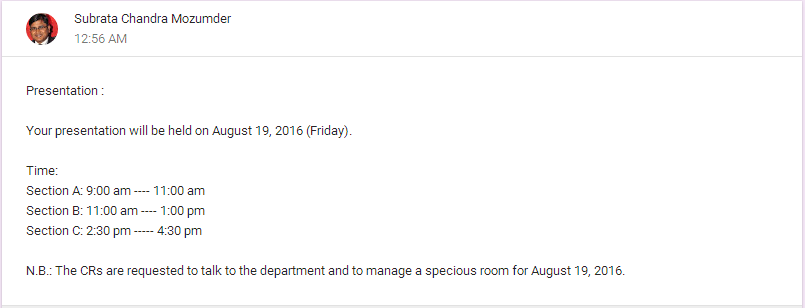 Subrata Chandra Mozumder
12:56 AM
Presentation :
Your presentation will be held on August 19, 2016 (Friday).
Time:
Section A: 9:00 am ---- 11:00 am
Section B: 11:00 am ---- 1:00 pm
Section C: 2:30 pm ----- 4:30 pm
N.B.: The CRs are requested to talk to the department and to manage a specious room for August 19, 2016.